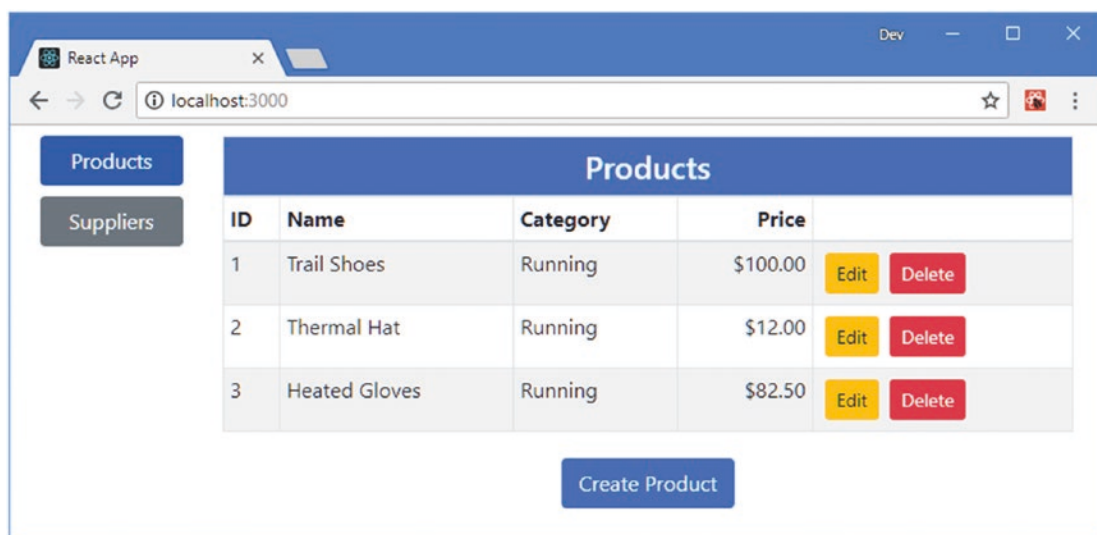 Dev
React App
localhost:3000
Products
Suppliers
Products
ID Name Category Price
1 Trail Shoes Running $100.00 Edit Delete
2 Thermal Hat Running $12.00 Edit Delete
3 Heated Gloves Running $82.50 Edit Delete
Create Product